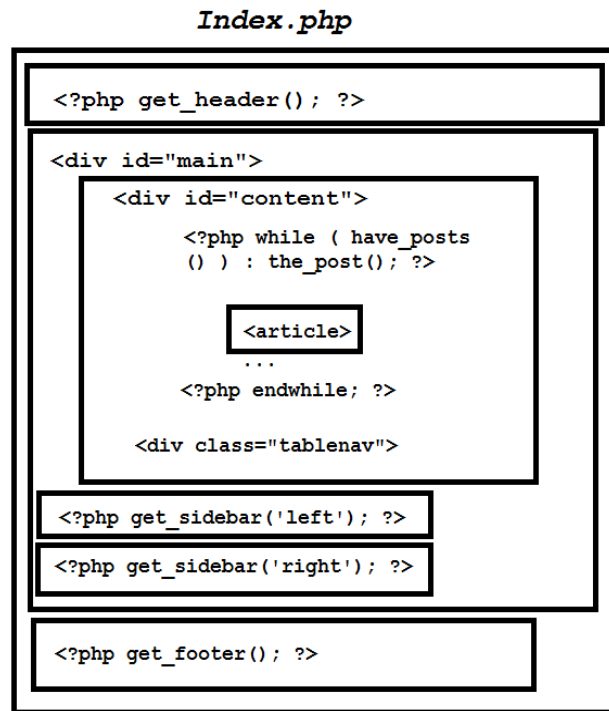 Index.php
<?php get_header(); ?>
<div id="main">
<div id="content">
<?php while ( have_posts
() ) : the_post(); ?>
<article>
...
<?php endwhile; ?>
<div class="tablenav">
<?php get_sidebar('left'); ?>
<?php get_sidebar('right'); ?>
<?php get_footer(); ?>